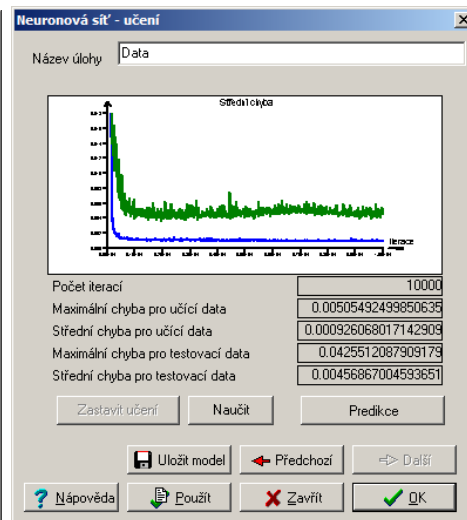 Neuronová síť - učení
Název úlohy Data
Střední chyba
Iterace
Počet iterací 10000
Maximální chyba pro učící data 0.00505492499850635
Střední chyba pro učící data 0.000926068017142909
Maximální chyba pro testovací data 0.0425512087909179
Střední chyba pro testovací data 0.00456867004593651
Zastavit učení Naučit Predikce
Uložit model Předchozí Další
Nápověda Použít Zavřít OK